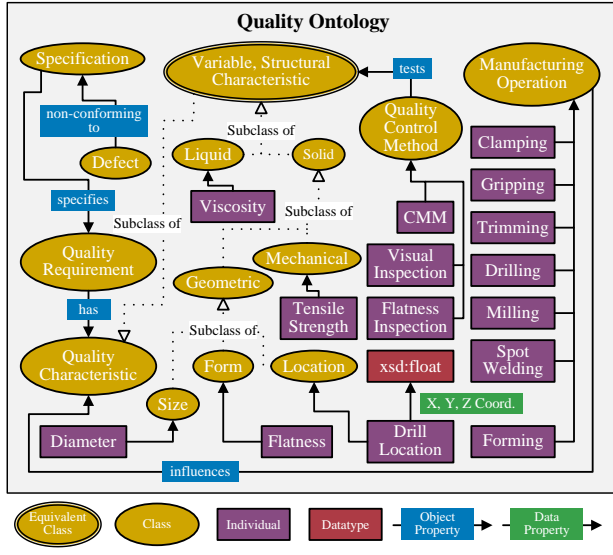 Quality Ontology
Specification
Variable, Structural
Characteristic
tests
Manufacturing
Operation
non-conforming
to
Defect
Subclass of
Quality
Control
Method
Liquid
Solid
Clamping
Viscosity
CMM
Gripping
specifies
Subclass of
Subclass of
Trimming
Quality
Requirement
Geometric
Mechanical
Visual
Inspection
Drilling
has
Tensile
Strength
Flatness
Inspection
Milling
Subclass of
Quality
Characteristic
Size
Form
Location
xsd:float
Spot
Welding
X, Y, Z Coord.
Diameter
Flatness
Drill
Location
Forming
influences
Equivalent
Class
Class
Individual
Datatype
Object
Property
Data
Property